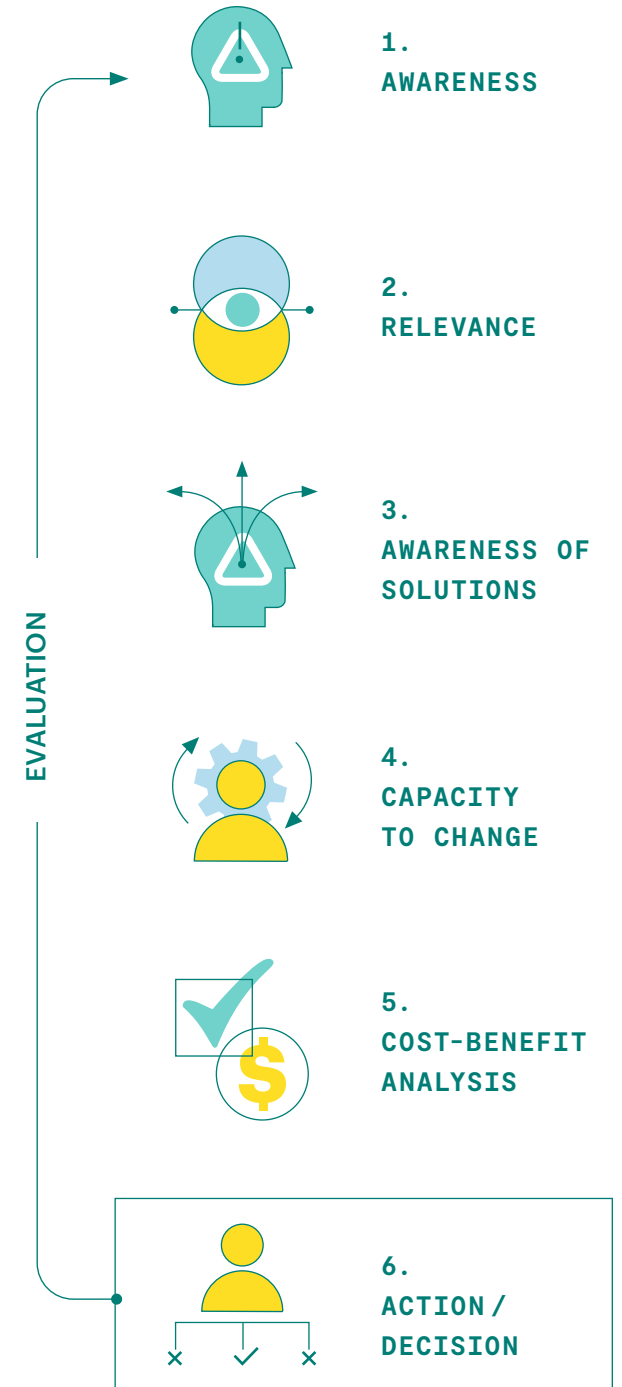 1.
AWARENESS
2.
RELEVANCE
3.
AWARENESS OF
SOLUTIONS
EVALUATION
4.
CAPACITY
TO CHANGE
5.
COST-BENEFIT
ANALYSIS
$
6.
ACTION /
DECISION